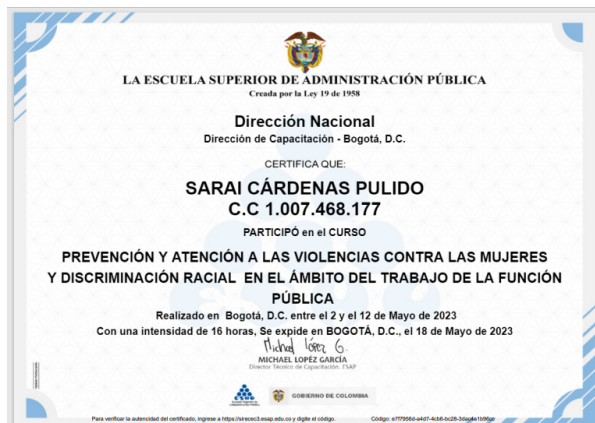 LA ESCUELA SUPERIOR DE ADMINISTRACIÓN PÚBLICA
Creada por la Ley 19 de 1958
Dirección Nacional
Dirección de Capacitación - Bogotá, D.C.
CERTIFICA QUE:
SARAI CÁRDENAS PULIDO
C.C 1.007.468.177
PARTICIPÓ en el CURSO
PREVENCIÓN Y ATENCIÓN A LAS VIOLENCIAS CONTRA LAS MUJERES
Y DISCRIMINACIÓN RACIAL EN EL ÁMBITO DEL TRABAJO DE LA FUNCIÓN
PÚBLICA
Realizado en Bogotá, D.C. entre el 2 y el 12 de Mayo de 2023
Con una intensidad de 16 horas, Se expide en BOGOTÁ, D.C., el 18 de Mayo de 2023
Michael López G.
MICHAEL LOPÉZ GARCÍA
Director Técnico de Capacitación. ESAP
GOBIERNO DE COLOMBIA
Para verificar la autencidad del certificado, ingrese a https://sirecec3.esap.edu.co y digite el código. Código: